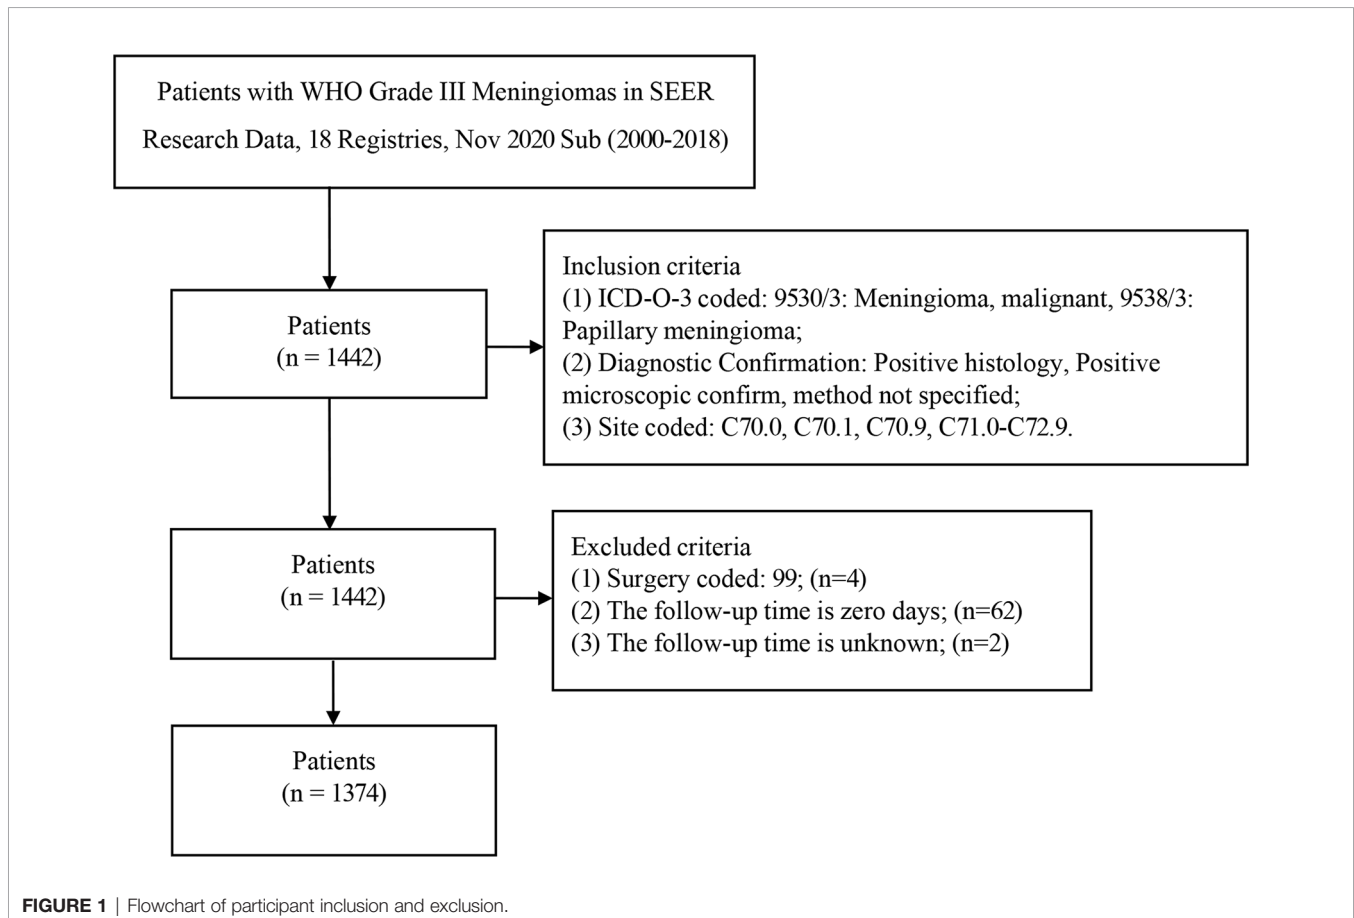 Patients with WHO Grade III Meningiomas in SEER
Research Data, 18 Registries, Nov 2020 Sub (2000-2018)
Patients
(n = 1442)
Inclusion criteria
(1) ICD-O-3 coded: 9530/3: Meningioma, malignant, 9538/3:
Papillary meningioma;
(2) Diagnostic Confirmation: Positive histology, Positive
microscopic confirm, method not specified;
(3) Site coded: C70.0, C70.1, C70.9, C71.0-C72.9.
Patients
(n = 1442)
Excluded criteria
(1) Surgery coded: 99; (n=4)
(2) The follow-up time is zero days; (n=62)
(3) The follow-up time is unknown; (n=2)
Patients
(n = 1374)
FIGURE 1 | Flowchart of participant inclusion and exclusion.